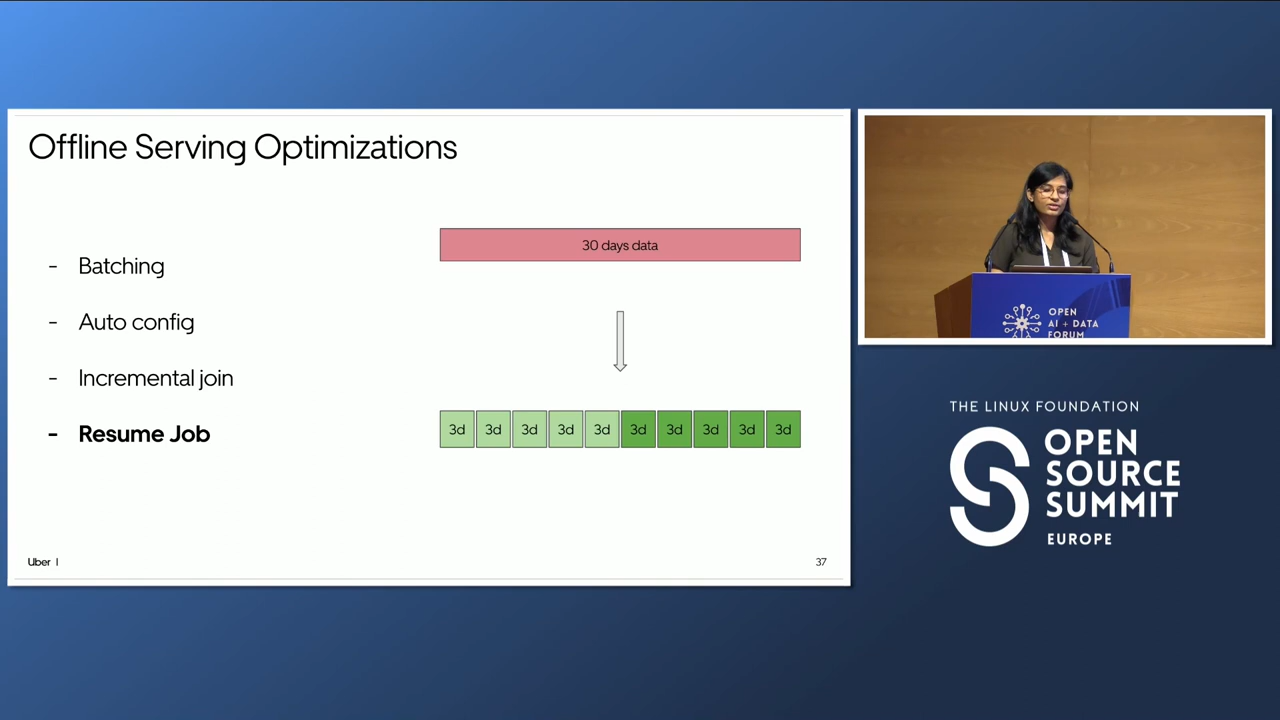 Offline Serving Optimizations
- Batching
- Auto config
- Incremental join
- Resume Job
30 days data
3d 3d 3d 3d 3d 3d 3d 3d 3d 3d
Uber |
37
OPEN
AI + DATA
FORUM
THE LINUX FOUNDATION
OPEN
SOURCE
SUMMIT
EUROPE